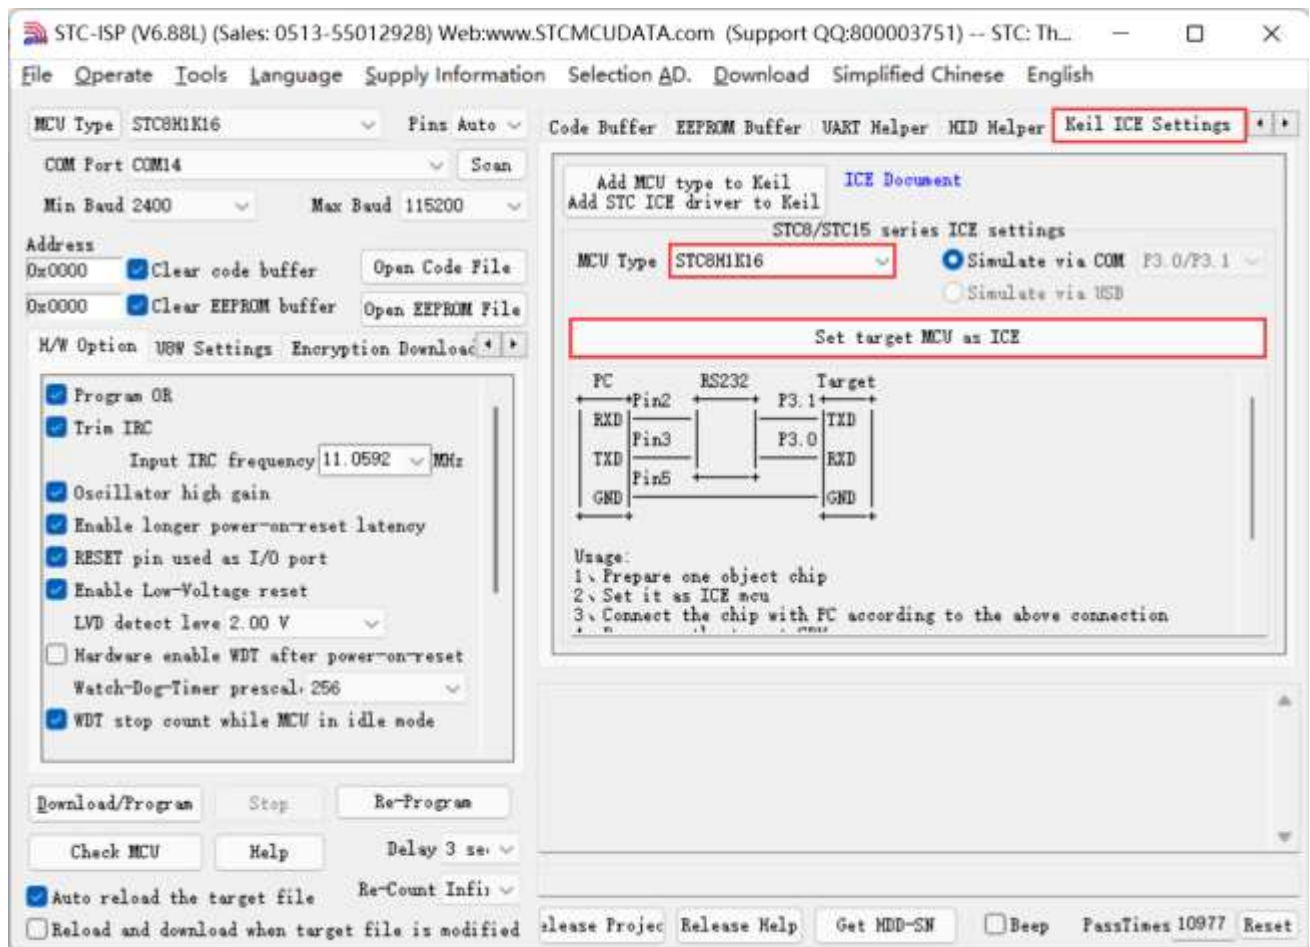 STC-ISP (V6.88L) (Sales: 0513-55012928) Web:www.STCMCUDATA.com (Support QQ:800003751) -- STC: Th...
File Operate Tools Language Supply Information Selection AD. Download Simplified Chinese English
MCU Type STC8H1K16 Pins Auto
COM Port COM14 Scan
Min Baud 2400 Max Baud 115200
Address
0x0000 Clear code buffer Open Code File
0x0000 Clear EEPROM buffer Open EEPROM File
H/W Option U8W Settings Encryption Downloac
Program OR
Trim IRC
Input IRC frequency 11.0592 MHz
Oscillator high gain
Enable longer power-on-reset latency
RESET pin used as I/O port
Enable Low-Voltage reset
LVD detect leve 2.00 V
Hardware enable WDT after power-on-reset
Watch-Dog-Timer prescal 256
WDT stop count while MCU in idle mode
Download/Program Stop Re-Program
Check MCU Help Delay 3 se
Auto reload the target file Re-Count Infi
Reload and download when target file is modified
Code Buffer EEPROM Buffer UART Helper HID Helper Keil ICE Settings
Add MCU type to Keil
Add STC ICE driver to Keil
ICE Document
STC8/STC15 series ICE settings
MCU Type STC8H1K16 Simulate via COM P3.0/P3.1
Simulate via USB
Set target MCU as ICE
PC RS232 Target
Pin2 P3.1
RXD TXD
Pin3 P3.0
TXD RXD
Pin5
GND GND
Usage:
1、Prepare one object chip
2、Set it as ICE mcu
3、Connect the chip with PC according to the above connection
elease Projec Release Help Get HDD-SN Beep PassTimes 10977 Reset